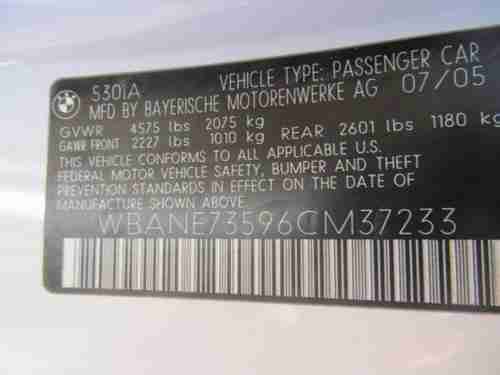 BMW
530iA
VEHICLE TYPE: PASSENGER CAR
MFD BY BAYERISCHE MOTORENWERKE AG 07/05
GVWR 4575 lbs 2075 kg
GAWR FRONT 2227 lbs 1010 kg REAR 2601 lbs 1180 kg
THIS VEHICLE CONFORMS TO ALL APPLICABLE U.S.
FEDERAL MOTOR VEHICLE SAFETY, BUMPER, AND THEFT
PREVENTION STANDARDS IN EFFECT ON THE DATE OF
MANUFACTURE SHOWN ABOVE.
WBANE73596CM37233